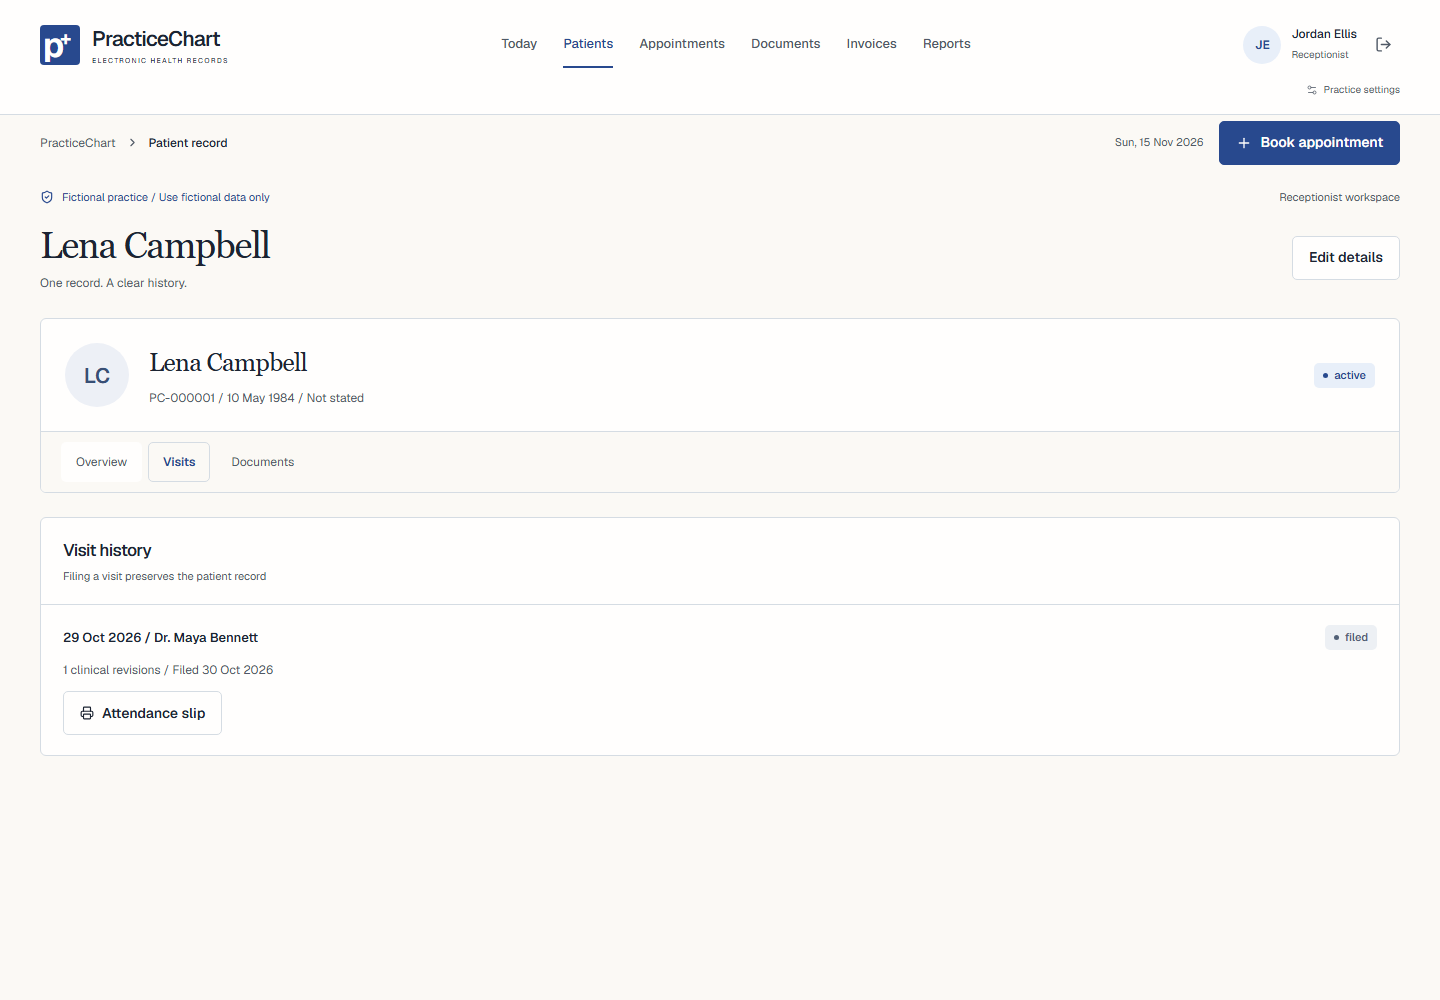 p+ PracticeChart
ELECTRONIC HEALTH RECORDS
Today Patients Appointments Documents Invoices Reports
JE Jordan Ellis
Receptionist
Practice settings
PracticeChart > Patient record
Sun, 15 Nov 2026 + Book appointment
Fictional practice / Use fictional data only
Receptionist workspace
Lena Campbell
Edit details
One record. A clear history.
LC Lena Campbell
PC-000001 / 10 May 1984 / Not stated
active
Overview Visits Documents
Visit history
Filing a visit preserves the patient record
29 Oct 2026 / Dr. Maya Bennett
filed
1 clinical revisions / Filed 30 Oct 2026
Attendance slip